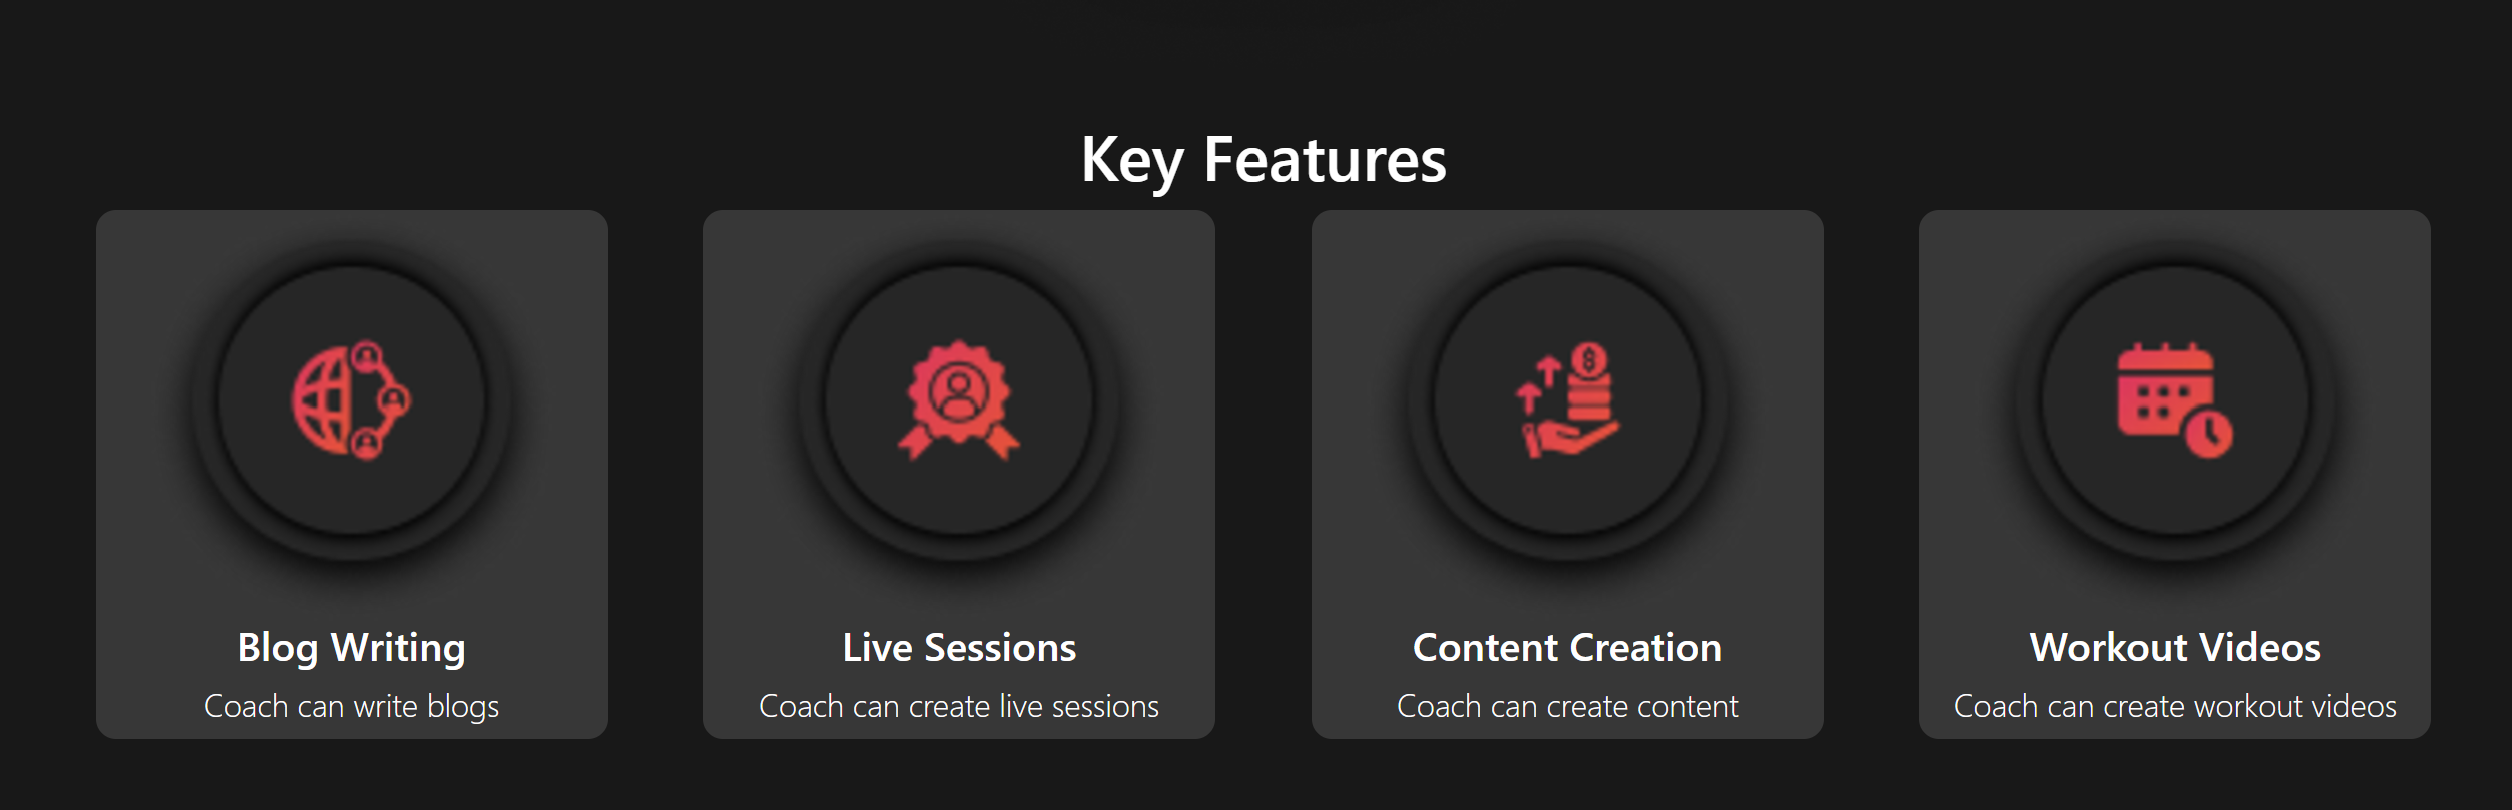 Key Features
Blog Writing
Coach can write blogs
Live Sessions
Coach can create live sessions
Content Creation
Coach can create content
Workout Videos
Coach can create workout videos